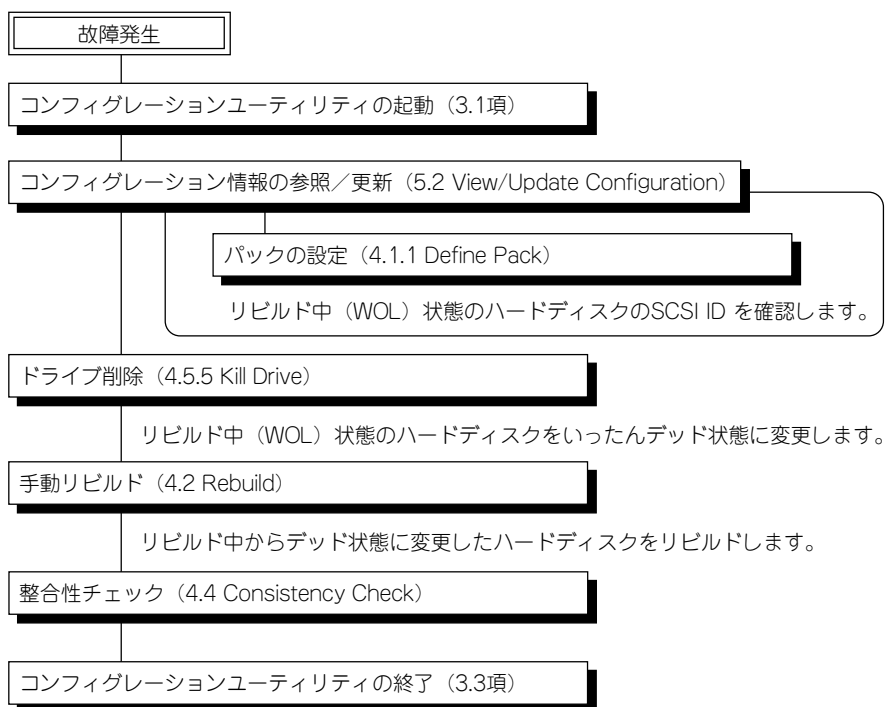 故障発生
コンフィグレーションユーティリティの起動（3.1項）
コンフィグレーション情報の参照／更新（5.2 View/Update Configuration）
パックの設定（4.1.1 Define Pack）
リビルド中（WOL）状態のハードディスクのSCSI ID を確認します。
ドライブ削除（4.5.5 Kill Drive）
リビルド中（WOL）状態のハードディスクをいったんデッド状態に変更します。
手動リビルド（4.2 Rebuild）
リビルド中からデッド状態に変更したハードディスクをリビルドします。
整合性チェック（4.4 Consistency Check）
コンフィグレーションユーティリティの終了（3.3項）